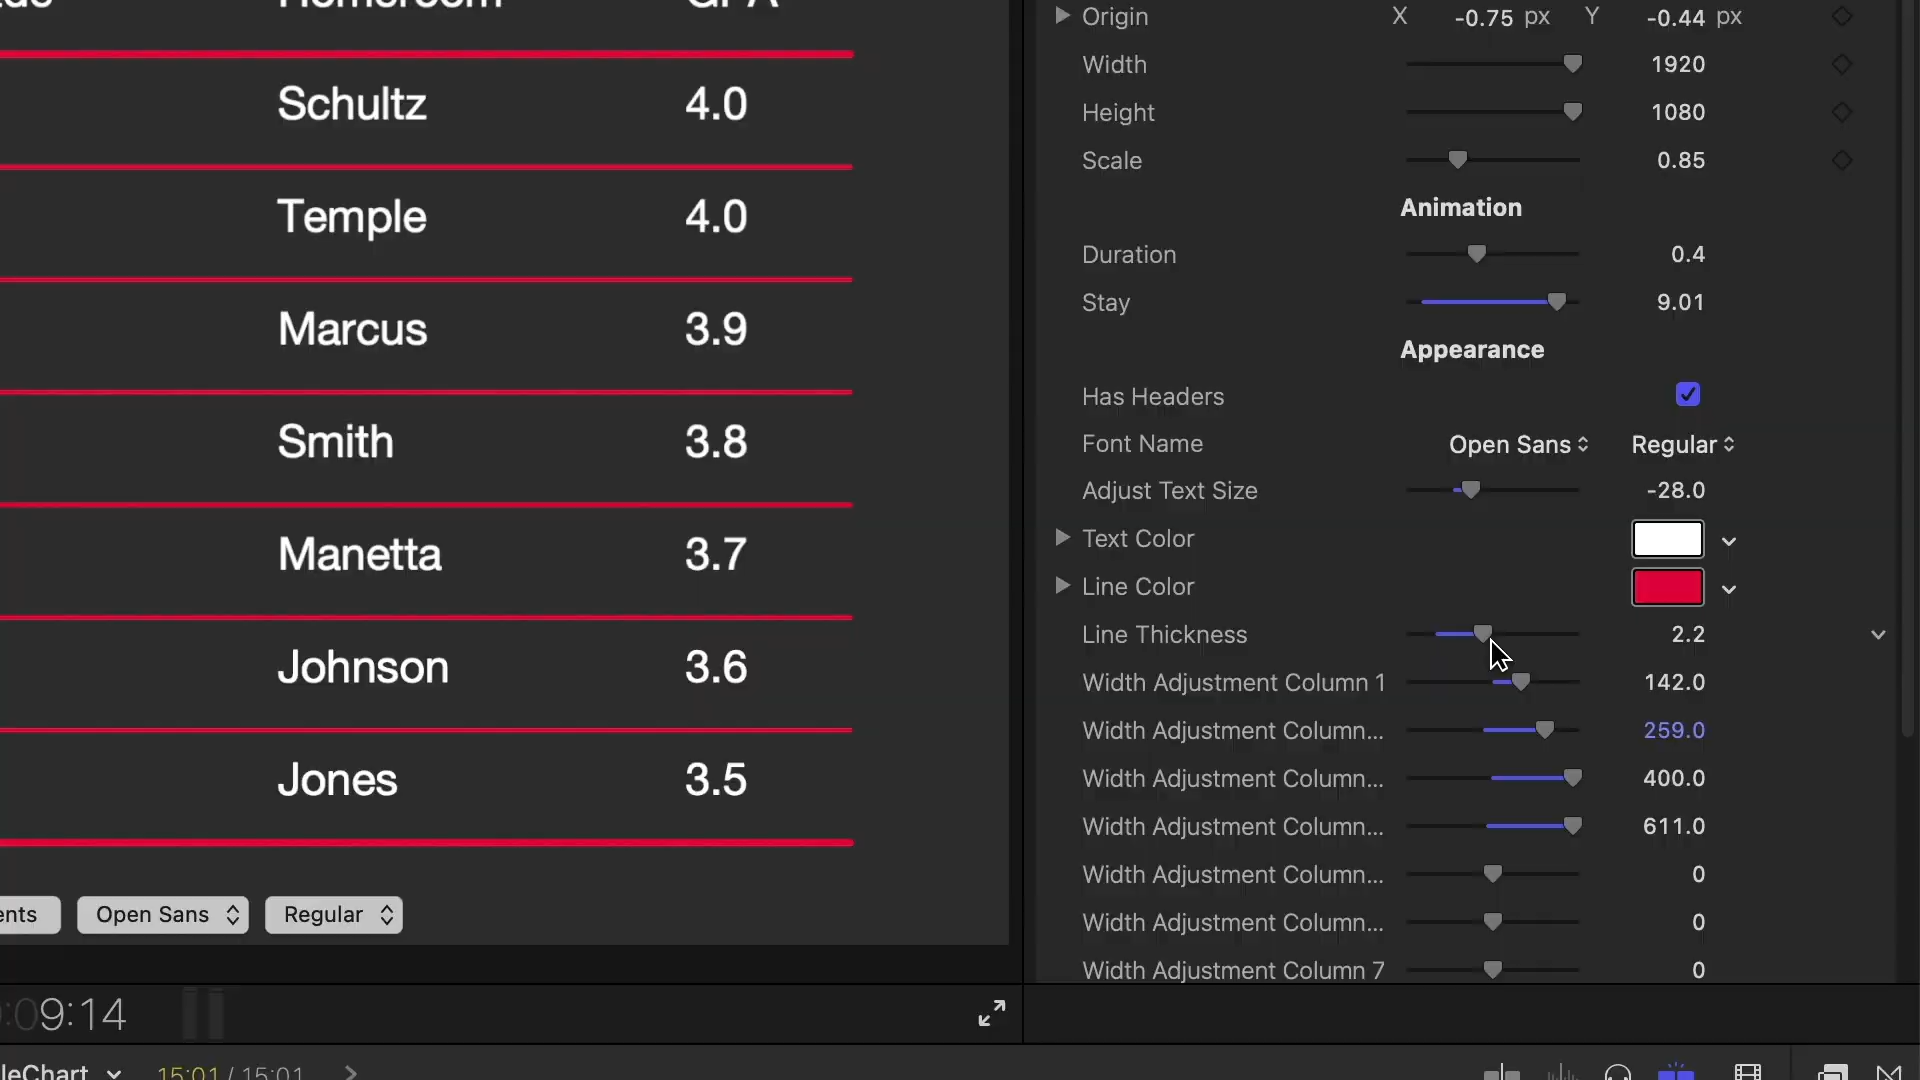 Homeroom GPA
Schultz 4.0
Temple 4.0
Marcus 3.9
Smith 3.8
Manetta 3.7
Johnson 3.6
Jones 3.5
ents Open Sans Regular
:09:14
leChart 15:01 / 15:01
Origin X -0.75 px Y -0.44 px
Width 1920
Height 1080
Scale 0.85
Animation
Duration 0.4
Stay 9.01
Appearance
Has Headers
Font Name Open Sans Regular
Adjust Text Size -28.0
Text Color
Line Color
Line Thickness 2.2
Width Adjustment Column 1 142.0
Width Adjustment Column... 259.0
Width Adjustment Column... 400.0
Width Adjustment Column... 611.0
Width Adjustment Column... 0
Width Adjustment Column... 0
Width Adjustment Column 7 0